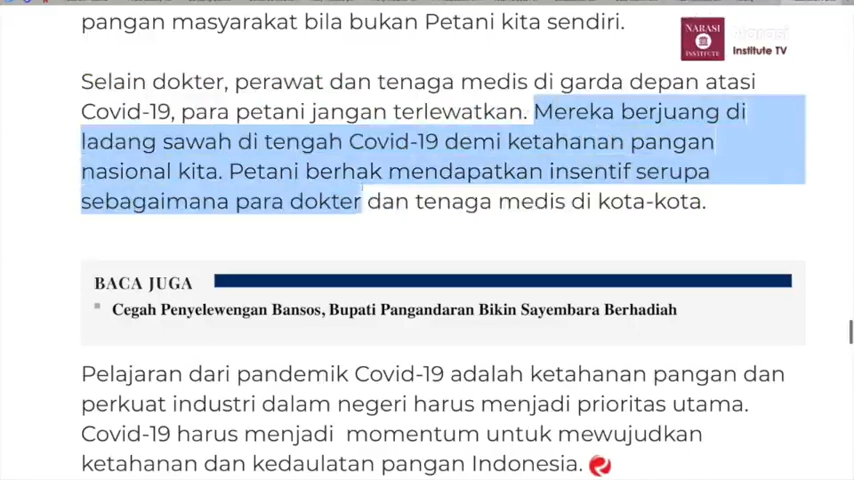 pangan masyarakat bila bukan Petani kita sendiri.
NARASI
INSTITUTE
Narasi
Institute TV
Selain dokter, perawat dan tenaga medis di garda depan atasi
Covid-19, para petani jangan terlewatkan. Mereka berjuang di
ladang sawah di tengah Covid-19 demi ketahanan pangan
nasional kita. Petani berhak mendapatkan insentif serupa
sebagaimana para dokter dan tenaga medis di kota-kota.
BACA JUGA
Cegah Penyelewengan Bansos, Bupati Pangandaran Bikin Sayembara Berhadiah
Pelajaran dari pandemik Covid-19 adalah ketahanan pangan dan
perkuat industri dalam negeri harus menjadi prioritas utama.
Covid-19 harus menjadi momentum untuk mewujudkan
ketahanan dan kedaulatan pangan Indonesia.